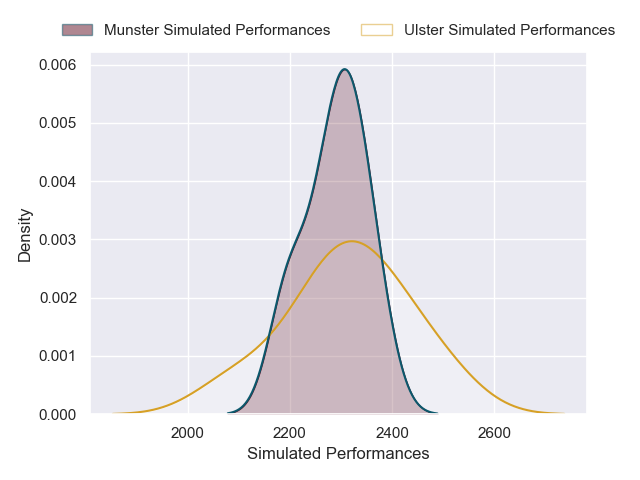 Munster Simulated Performances
Ulster Simulated Performances
0.006
0.005
0.004
0.003
0.002
0.001
0.000
Density
2000
2200
2400
2600
Simulated Performances